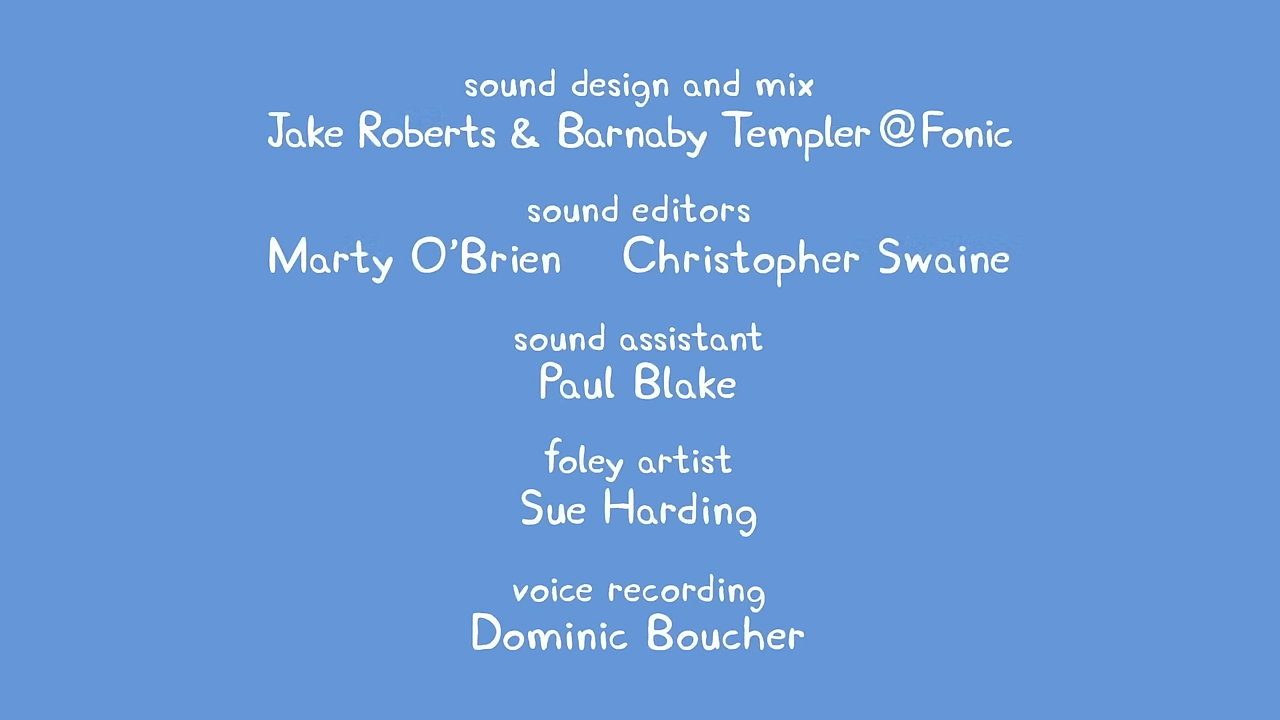 sound design and mix
Jake Roberts & Barnaby Templer @ Fonic
sound editors
Marty O'Brien Christopher Swaine
sound assistant
Paul Blake
foley artist
Sue Harding
voice recording
Dominic Boucher